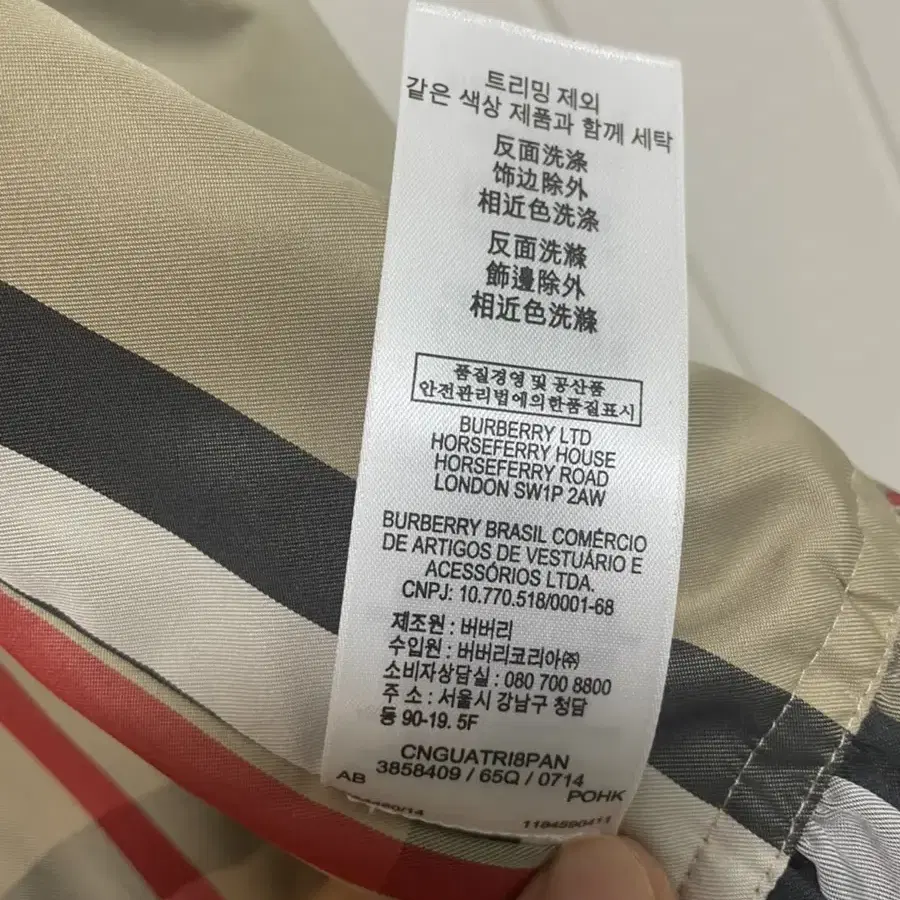 트리밍 제외
같은 색상 제품과 함께 세탁
反面洗涤
饰边除外
相近色洗涤
反面洗滌
飾邊除外
相近色洗滌
품질경영 및 공산품
안전관리법에의한품질표시
BURBERRY LTD
HORSEFERRY HOUSE
HORSEFERRY ROAD
LONDON SW1P 2AW
BURBERRY BRASIL COMÉRCIO
DE ARTIGOS DE VESTUÁRIO E
ACESSÓRIOS LTDA.
CNPJ: 10.770.518/0001-68
제조원 : 버버리
수입원 : 버버리코리아㈜
소비자상담실 : 080 700 8800
주 소 : 서울시 강남구 청담
동 90-19. 5F
CNGUATRI8PAN
3858409 / 65Q / 0714
AB
POHK
1184590411